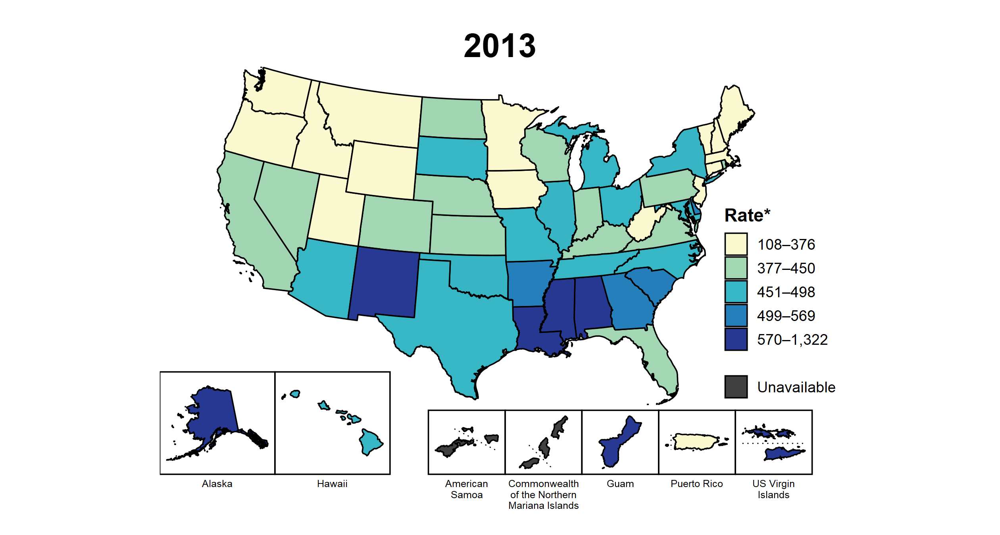 2013
Rate*
108–376
377–450
451–498
499–569
570–1,322
Unavailable
Alaska
Hawaii
American
Samoa
Commonwealth
of the Northern
Mariana Islands
Guam
Puerto Rico
US Virgin
Islands